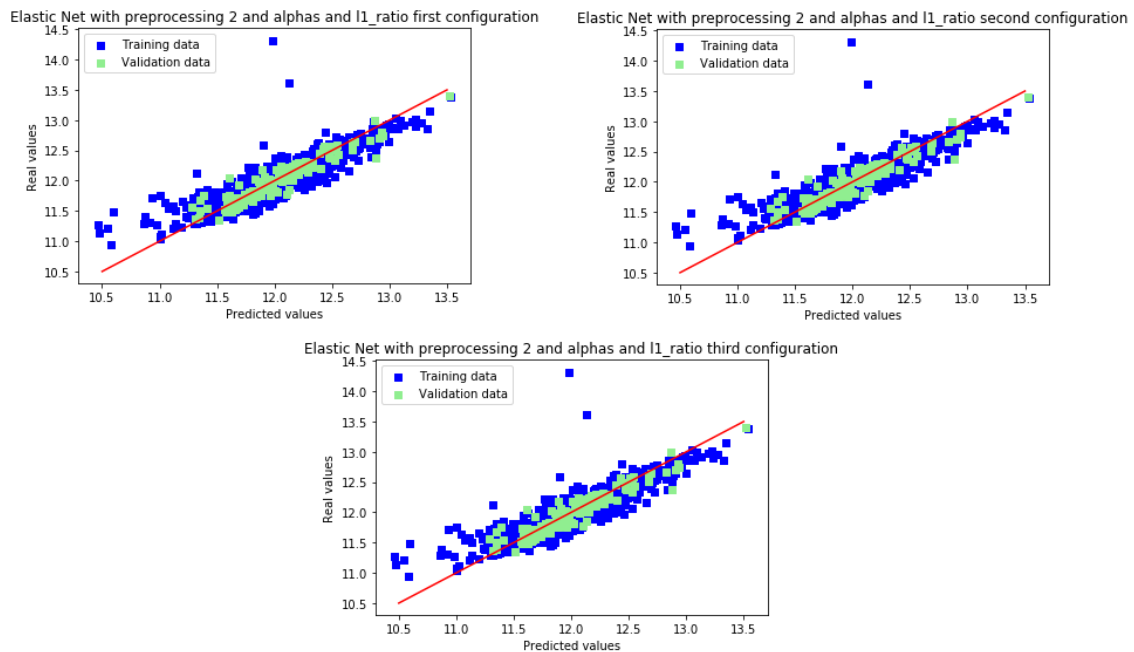 Elastic Net with preprocessing 2 and alphas and l1_ratio first configuration
14.5
14.0
13.5
13.0
12.5
12.0
11.5
11.0
10.5
Real values
Training data
Validation data
10.5 11.0 11.5 12.0 12.5 13.0 13.5
Predicted values
Elastic Net with preprocessing 2 and alphas and l1_ratio second configuration
14.5
14.0
13.5
13.0
12.5
12.0
11.5
11.0
10.5
Real values
Training data
Validation data
10.5 11.0 11.5 12.0 12.5 13.0 13.5
Predicted values
Elastic Net with preprocessing 2 and alphas and l1_ratio third configuration
14.5
14.0
13.5
13.0
12.5
12.0
11.5
11.0
10.5
Real values
Training data
Validation data
10.5 11.0 11.5 12.0 12.5 13.0 13.5
Predicted values